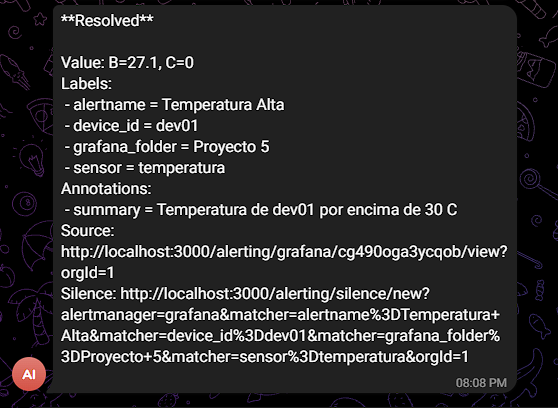 **Resolved**
Value: B=27.1, C=0
Labels:
- alertname = Temperatura Alta
- device_id = dev01
- grafana_folder = Proyecto 5
- sensor = temperatura
Annotations:
- summary = Temperatura de dev01 por encima de 30 C
Source:
http://localhost:3000/alerting/grafana/cg490oga3ycqob/view?
orgId=1
Silence: http://localhost:3000/alerting/silence/new?
alertmanager=grafana&matcher=alertname%3DTemperatura+
Alta&matcher=device_id%3Ddev01&matcher=grafana_folder%
3DProyecto+5&matcher=sensor%3Dtemperatura&orgId=1
AI
08:08 PM